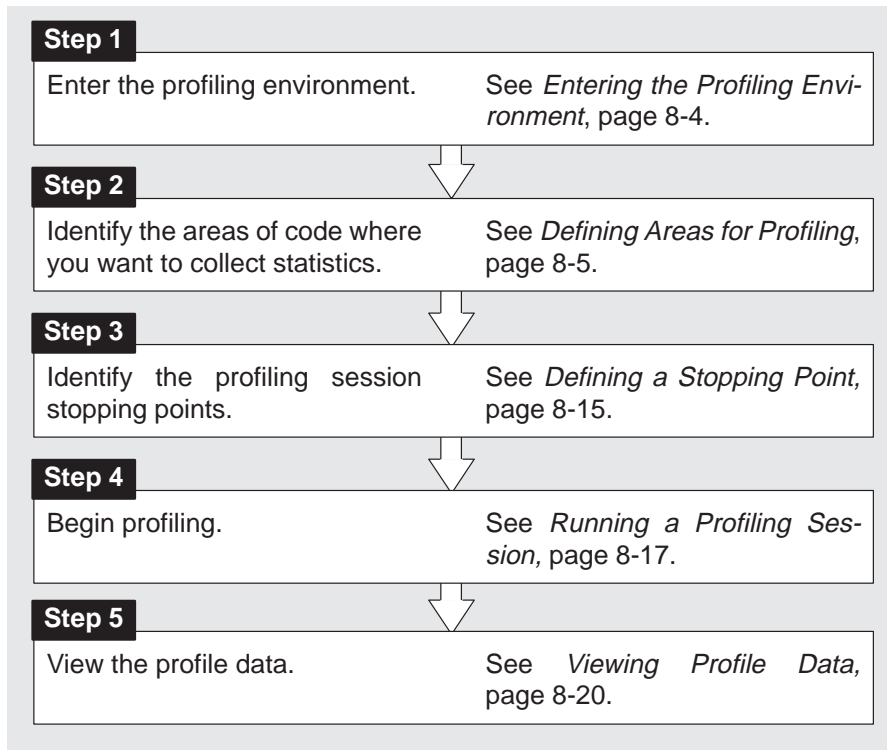 Step 1
Enter the profiling environment.
See Entering the Profiling Envi-
ronment, page 8-4.
Step 2
Identify the areas of code where
you want to collect statistics.
See Defining Areas for Profiling,
page 8-5.
Step 3
Identify the profiling session
stopping points.
See Defining a Stopping Point,
page 8-15.
Step 4
Begin profiling.
See Running a Profiling Ses-
sion, page 8-17.
Step 5
View the profile data.
See Viewing Profile Data,
page 8-20.